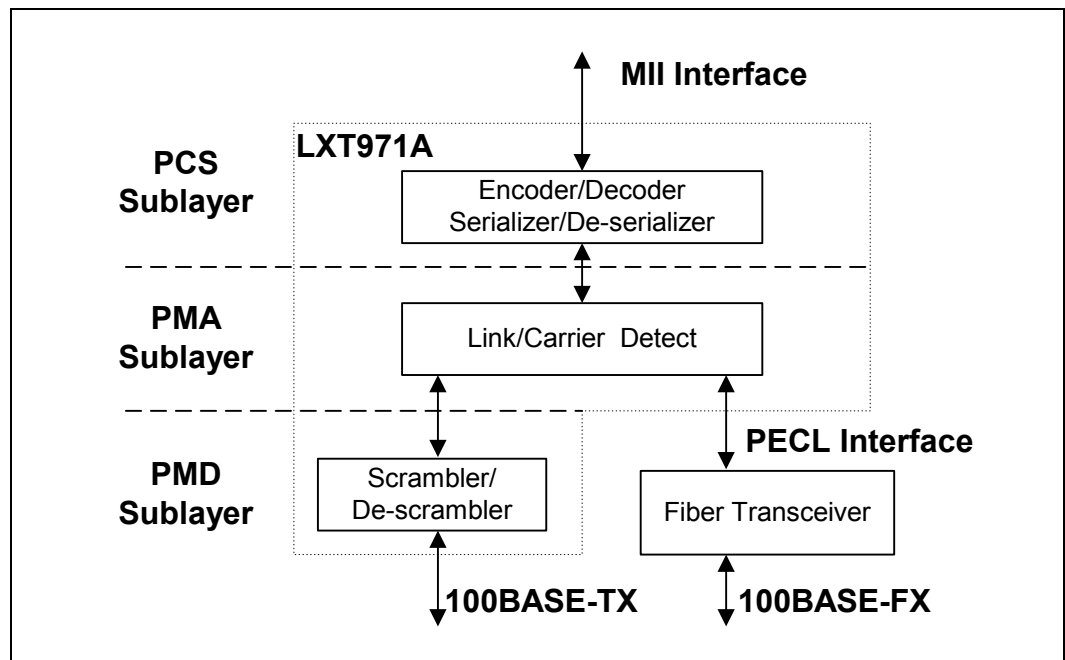 MII Interface
LXT971A
PCS
Sublayer
Encoder/Decoder
Serializer/De-serializer
PMA
Sublayer
Link/Carrier Detect
PECL Interface
PMD
Sublayer
Scrambler/
De-scrambler
Fiber Transceiver
100BASE-TX
100BASE-FX